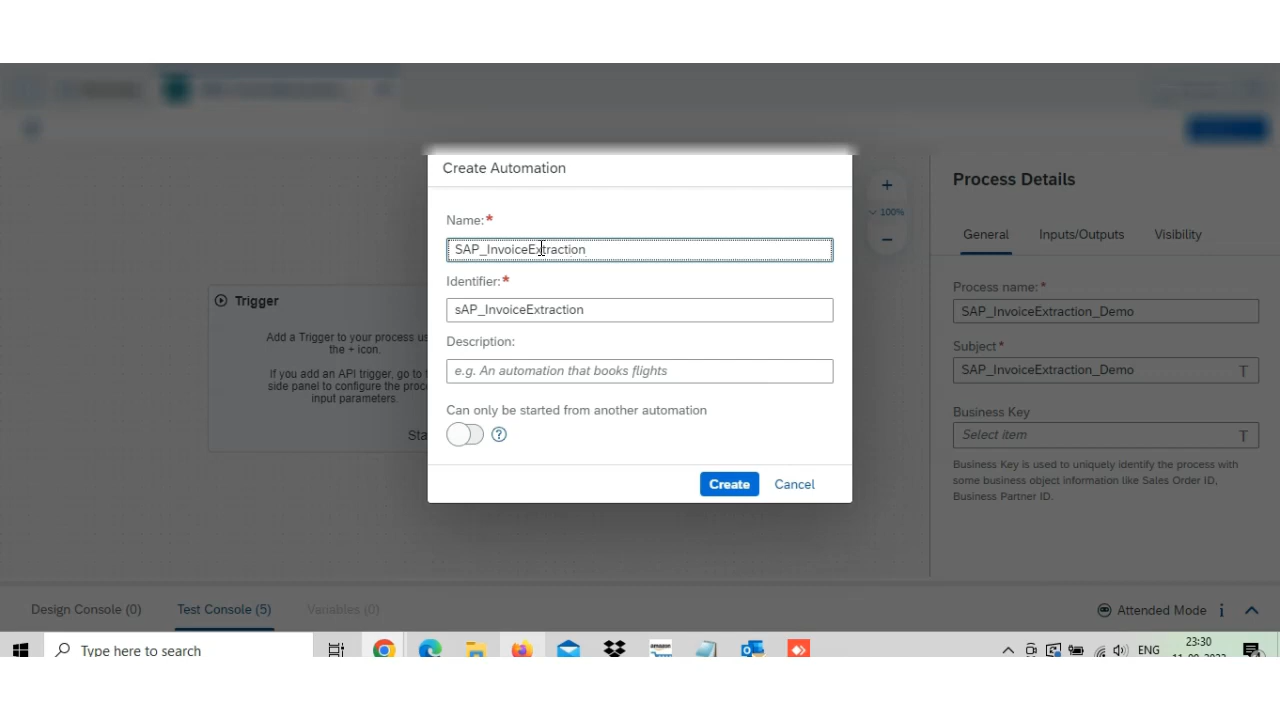 Create Automation
Name:*
SAP_InvoiceExtraction
Identifier:*
sAP_InvoiceExtraction
Description:
e.g. An automation that books flights
Can only be started from another automation
Create Cancel
Trigger
Add a Trigger to your process
the + icon.
If you add an API trigger, go to
side panel to configure the
input parameters.
100%
Process Details
General Inputs/Outputs Visibility
Process name:*
SAP_InvoiceExtraction_Demo
Subject*
SAP_InvoiceExtraction_Demo
T
Business Key
Select item
T
Business Key is used to uniquely identify the process with
some business object information like Sales Order ID,
Business Partner ID.
Design Console (0) Test Console (5) Variables (0)
Attended Mode
Type here to search
ENG
23:30